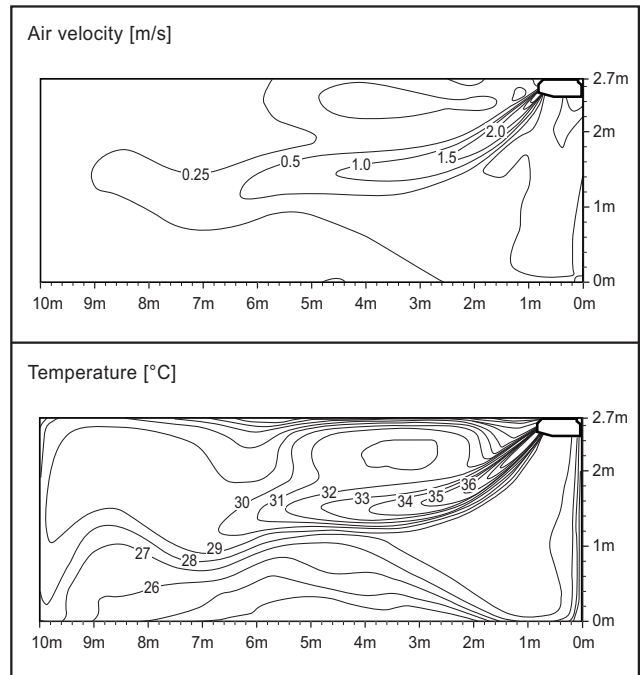 Air velocity [m/s]
2.7m
2.0
2m
1.5
0.5
1.0
0.25
1m
0m
10m 9m 8m 7m 6m 5m 4m 3m 2m 1m 0m
Temperature [°C]
2.7m
2m
36
35
34
33
32
31
30
29
28
27
26
1m
0m
10m 9m 8m 7m 6m 5m 4m 3m 2m 1m 0m